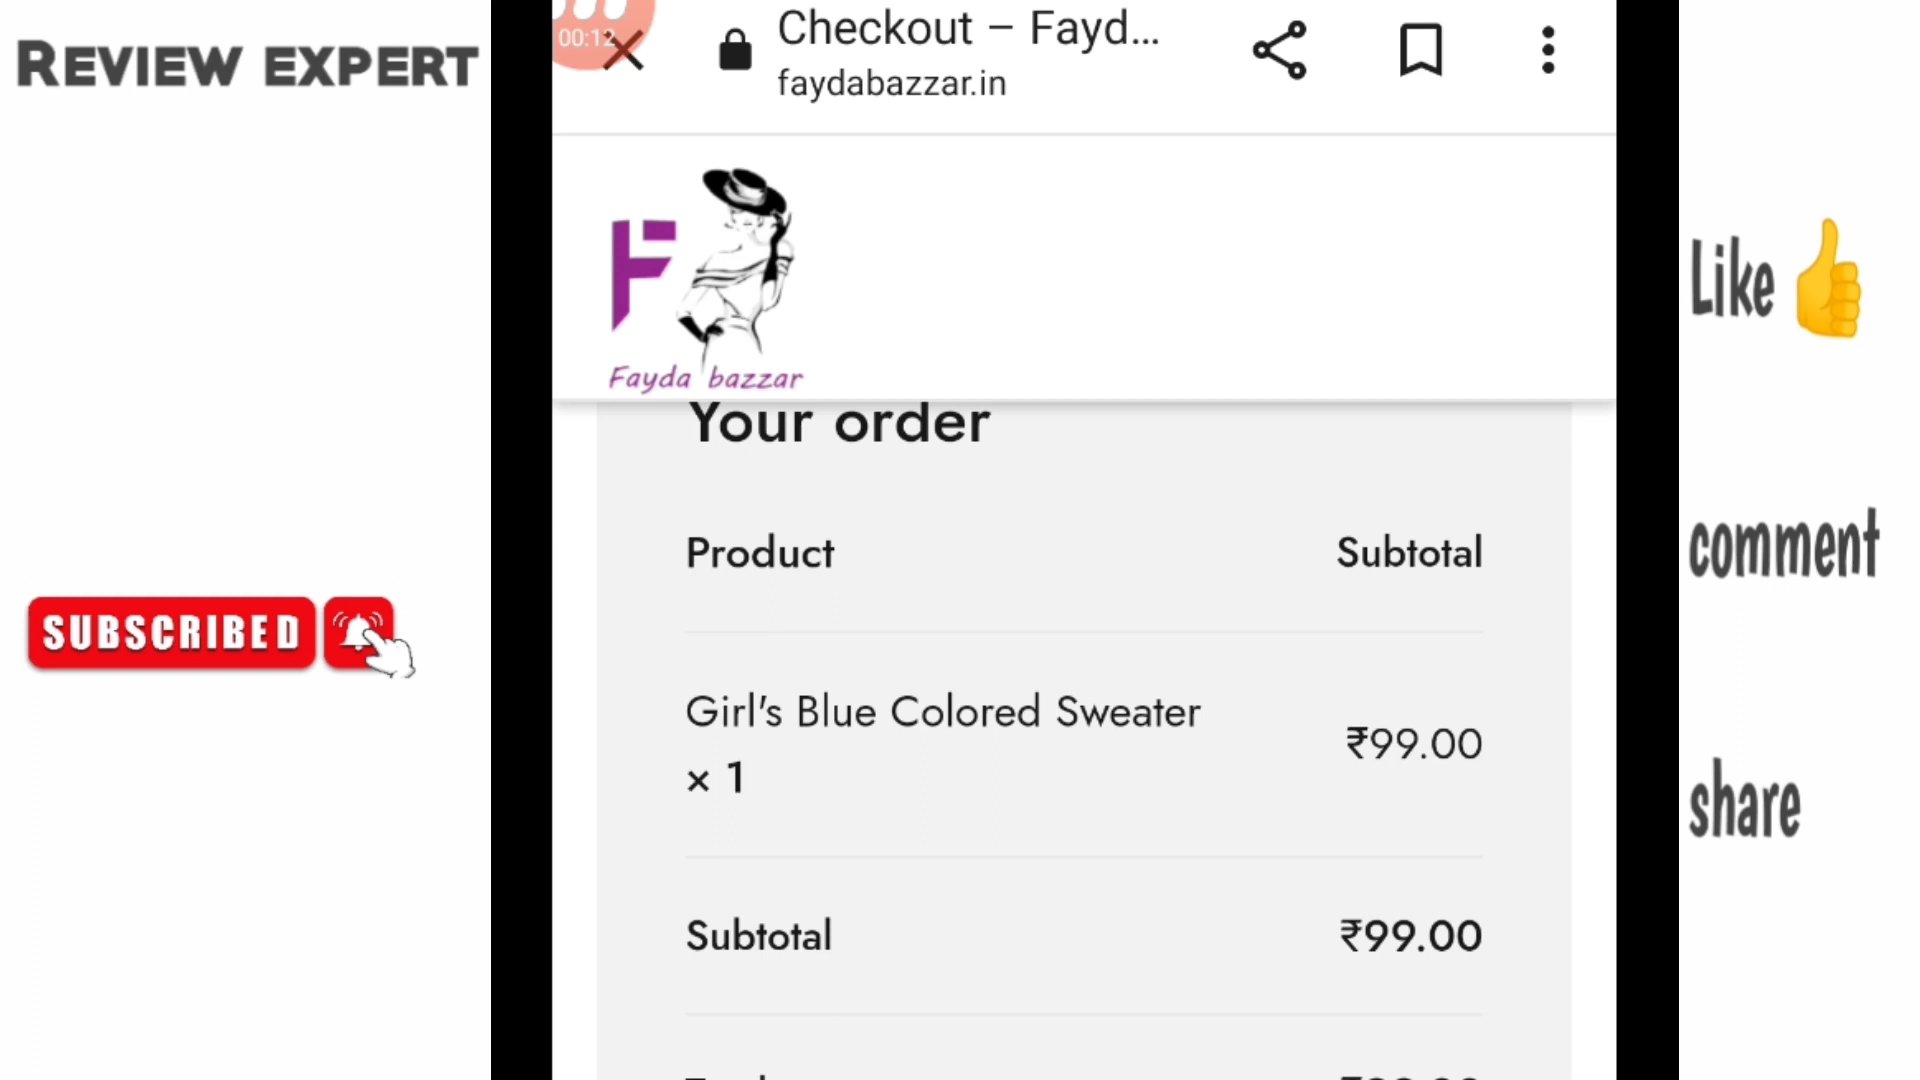 REVIEW EXPERT
00:12
Checkout – Fayd...
faydabazzar.in
F
Fayda bazzar
Your order
Product Subtotal
Girl's Blue Colored Sweater
× 1 ₹99.00
Subtotal ₹99.00
SUBSCRIBED
Like
comment
share